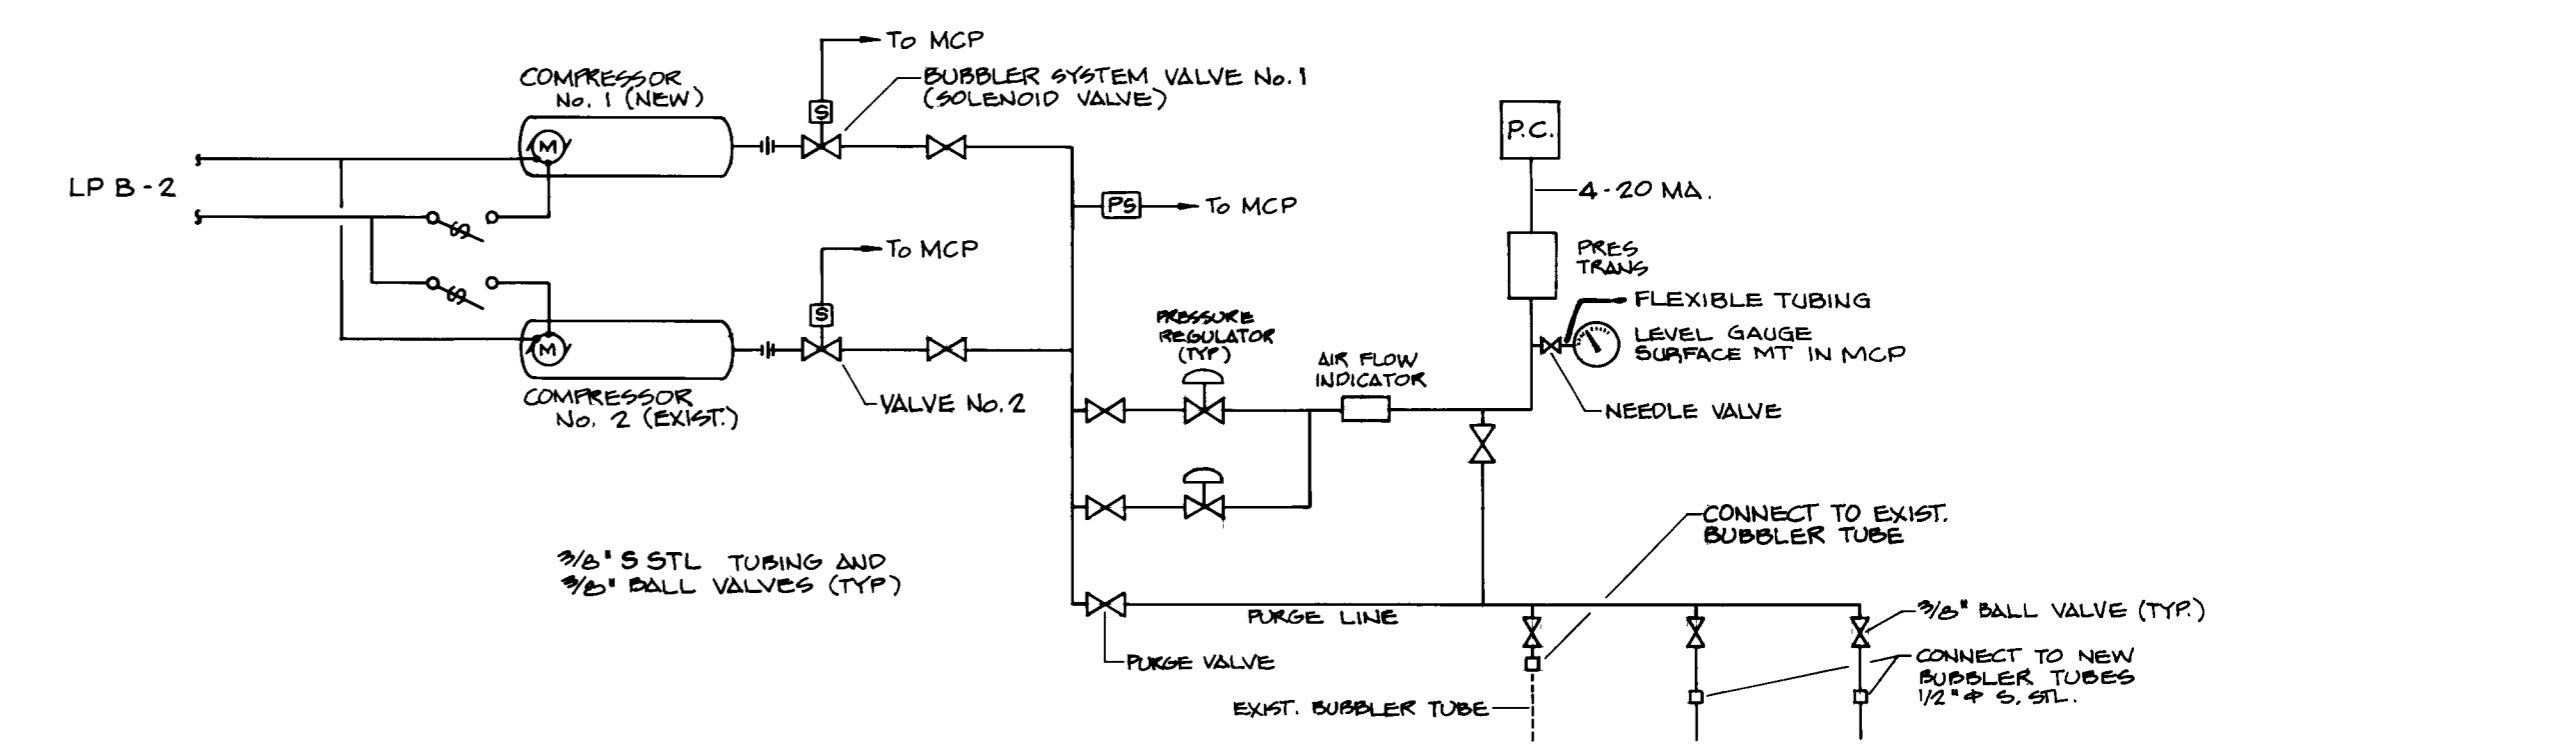 TO MCP
COMPRESSOR
NO. 1 (NEW)
S
BUBBLER SYSTEM VALVE NO. 1
(SOLENOID VALVE)
M
P.C.
LP B-2
4-20 MA.
PS
TO MCP
S
S
TO MCP
PRES
TRANS
S
FLEXIBLE TUBING
LEVEL GAUGE
SURFACE MT IN MCP
M
PRESSURE
REGULATOR
(TYP)
AIR FLOW
INDICATOR
COMPRESSOR
NO. 2 (EXIST.)
VALVE NO. 2
NEEDLE VALVE
3/8" S STL TUBING AND
3/8" BALL VALVES (TYP)
CONNECT TO EXIST.
BUBBLER TUBE
PURGE LINE
3/8" BALL VALVE (TYP.)
PURGE VALVE
CONNECT TO NEW
BUBBLER TUBES
1/2" Φ S. STL.
EXIST. BUBBLER TUBE